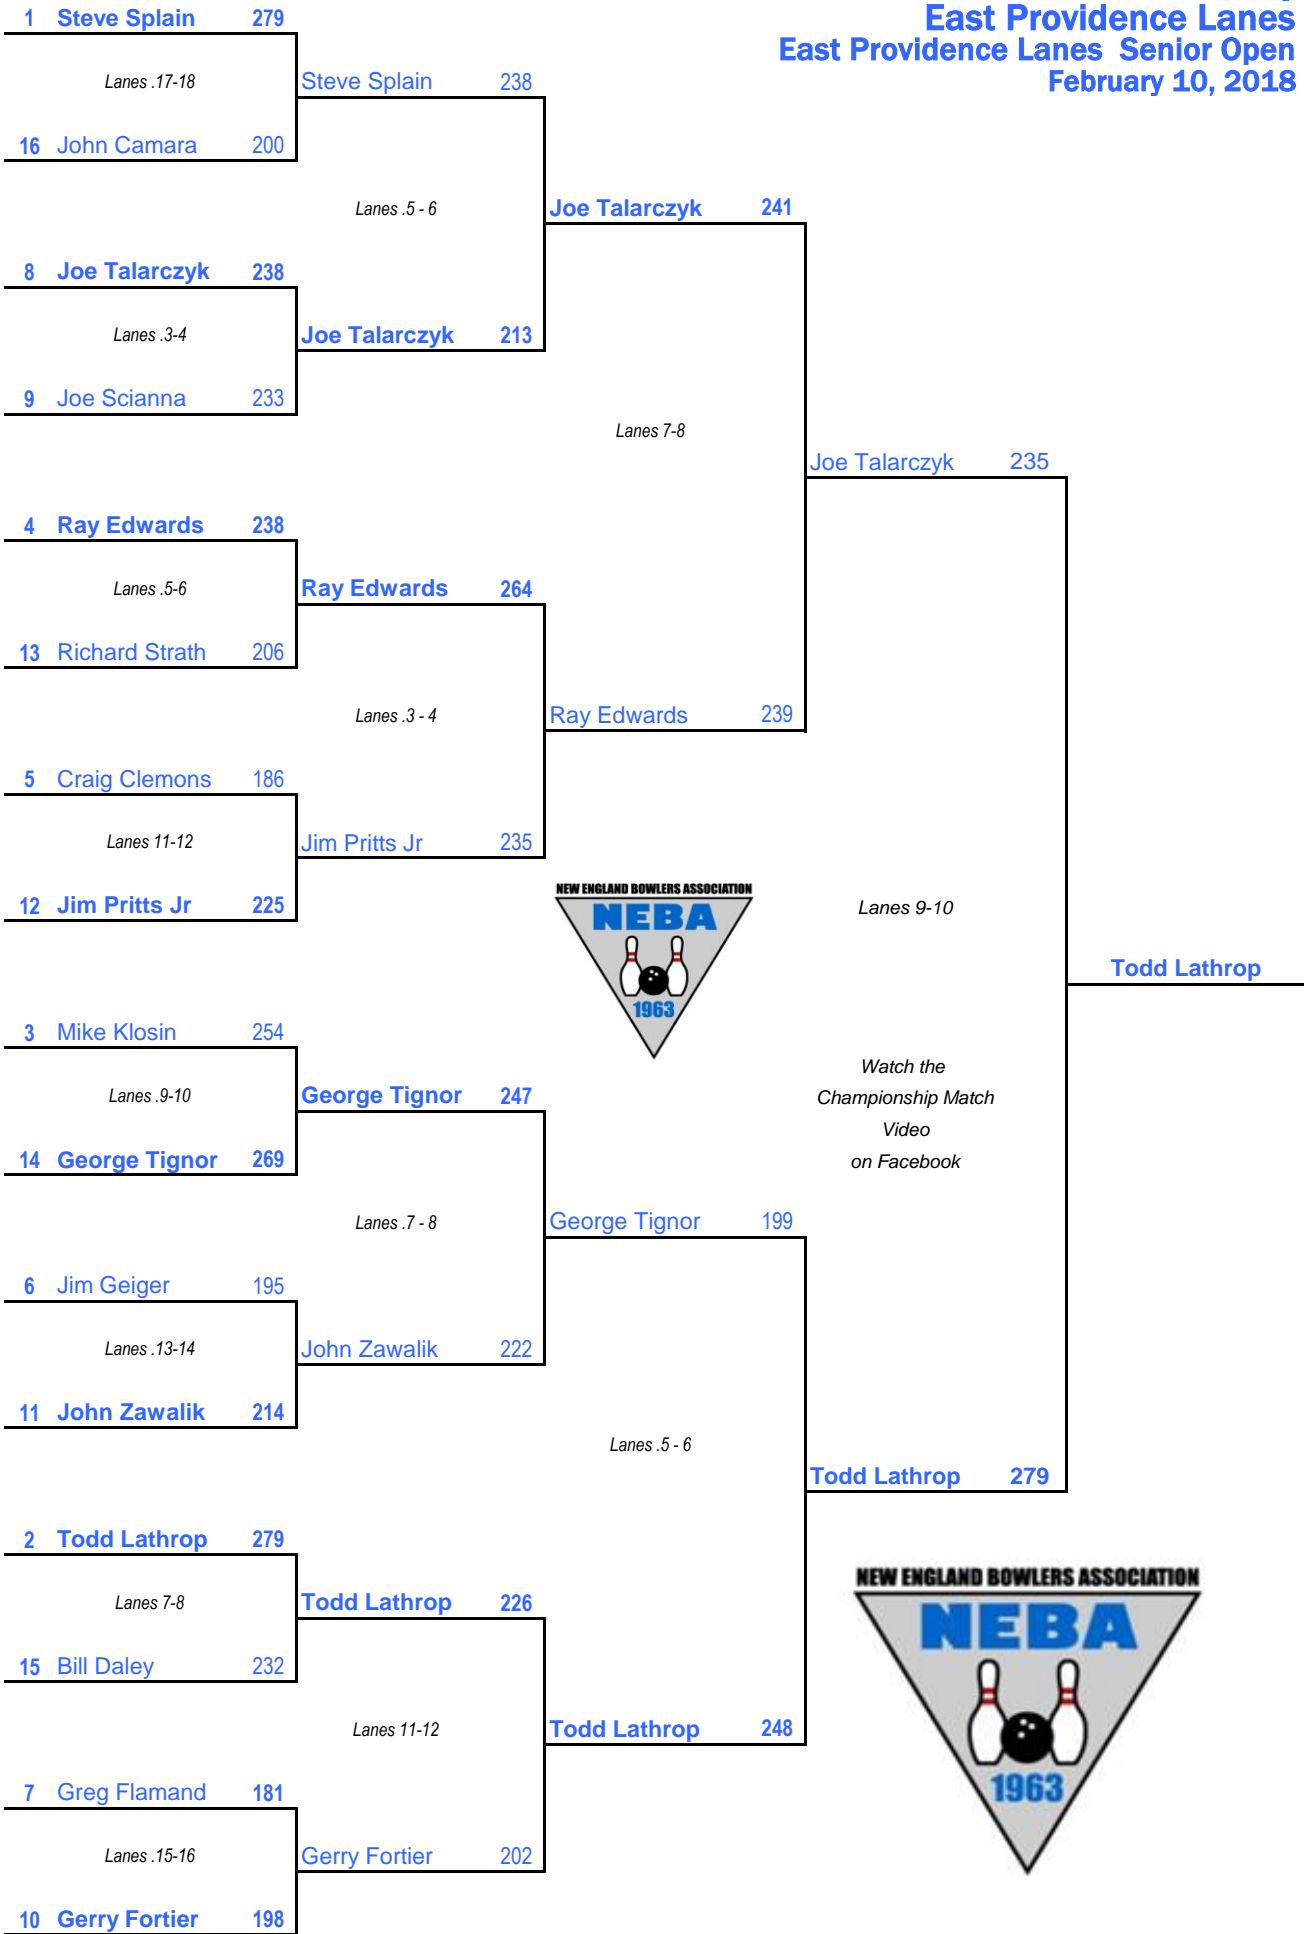 East Providence Lanes
East Providence Lanes Senior Open
February 10, 2018
1 Steve Splain 279
Lanes .17-18
16 John Camara 200
8 Joe Talarczyk 238
Lanes .3-4
9 Joe Scianna 233
4 Ray Edwards 238
Lanes .5-6
13 Richard Strath 206
5 Craig Clemons 186
Lanes 11-12
12 Jim Pritts Jr 225
3 Mike Klosin 254
Lanes .9-10
14 George Tignor 269
6 Jim Geiger 195
Lanes .13-14
11 John Zawalik 214
2 Todd Lathrop 279
Lanes 7-8
15 Bill Daley 232
7 Greg Flamand 181
Lanes .15-16
10 Gerry Fortier 198
Steve Splain 238
Lanes .5 - 6
Joe Talarczyk 213
Ray Edwards 264
Lanes .3 - 4
Jim Pritts Jr 235
George Tignor 247
Lanes .7 - 8
John Zawalik 222
Todd Lathrop 226
Lanes 11-12
Gerry Fortier 202
Joe Talarczyk 241
Lanes 7-8
Ray Edwards 239
NEW ENGLAND BOWLERS ASSOCIATION
NEBA
1963
George Tignor 199
Lanes .5 - 6
Todd Lathrop 248
Joe Talarczyk 235
Lanes 9-10
Watch the
Championship Match
Video
on Facebook
Todd Lathrop 279
Todd Lathrop
NEW ENGLAND BOWLERS ASSOCIATION
NEBA
1963